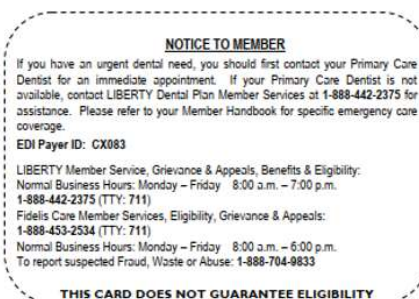 NOTICE TO MEMBER
If you have an urgent dental need, you should first contact your Primary Care
Dentist for an immediate appointment. If your Primary Care Dentist is not
available, contact LIBERTY Dental Plan Member Services at 1-888-442-2375 for
assistance. Please refer to your Member Handbook for specific emergency care
coverage.
EDI Payer ID: CX083
LIBERTY Member Service, Grievance & Appeals, Benefits & Eligibility:
Normal Business Hours: Monday – Friday 8:00 a.m. – 7:00 p.m.
1-888-442-2375 (TTY: 711)
Fidelis Care Member Services, Eligibility, Grievance & Appeals:
1-888-453-2534 (TTY: 711)
Normal Business Hours: Monday – Friday 8:00 a.m. – 6:00 p.m.
To report suspected Fraud, Waste or Abuse: 1-888-704-9833
THIS CARD DOES NOT GUARANTEE ELIGIBILITY